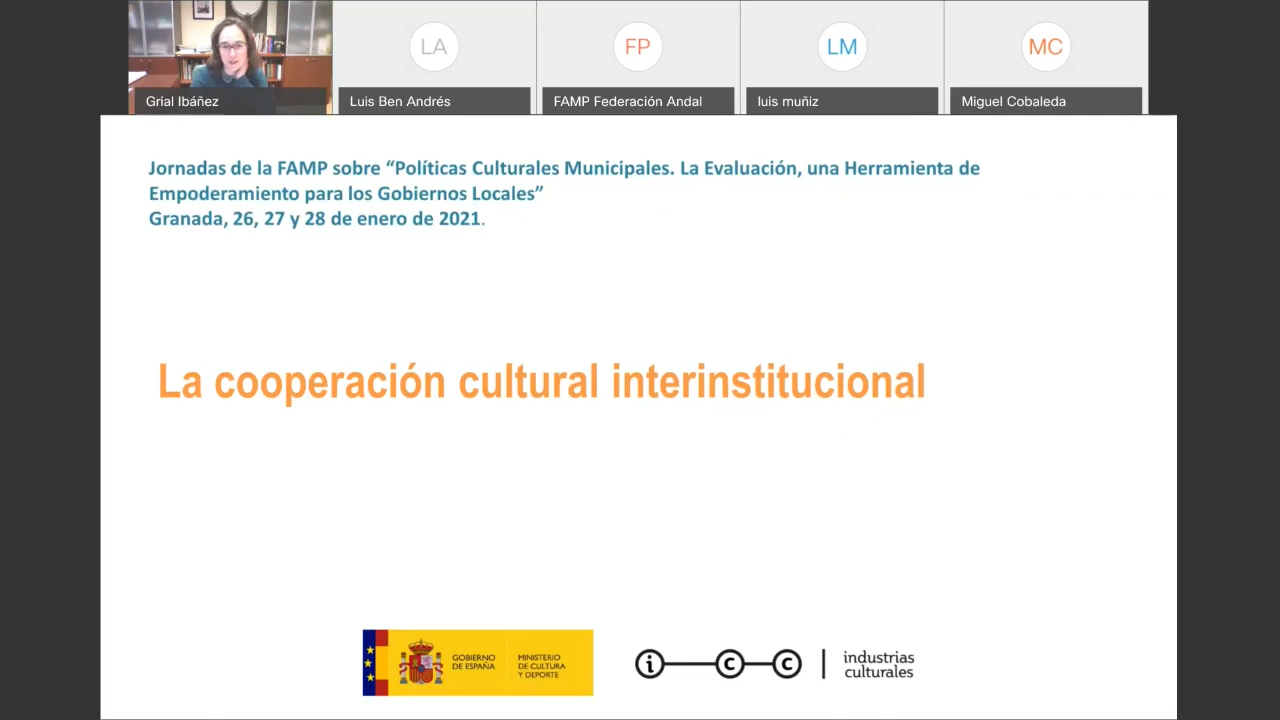 LA
FP
LM
MC
Grial Ibáñez
Luis Ben Andrés
FAMP Federación Andal
luis muñiz
Miguel Cobaleda
Jornadas de la FAMP sobre “Políticas Culturales Municipales. La Evaluación, una Herramienta de
Empoderamiento para los Gobiernos Locales”
Granada, 26, 27 y 28 de enero de 2021.
La cooperación cultural interinstitucional
GOBIERNO
DE ESPAÑA
MINISTERIO
DE CULTURA
Y DEPORTE
i c c
industrias
culturales